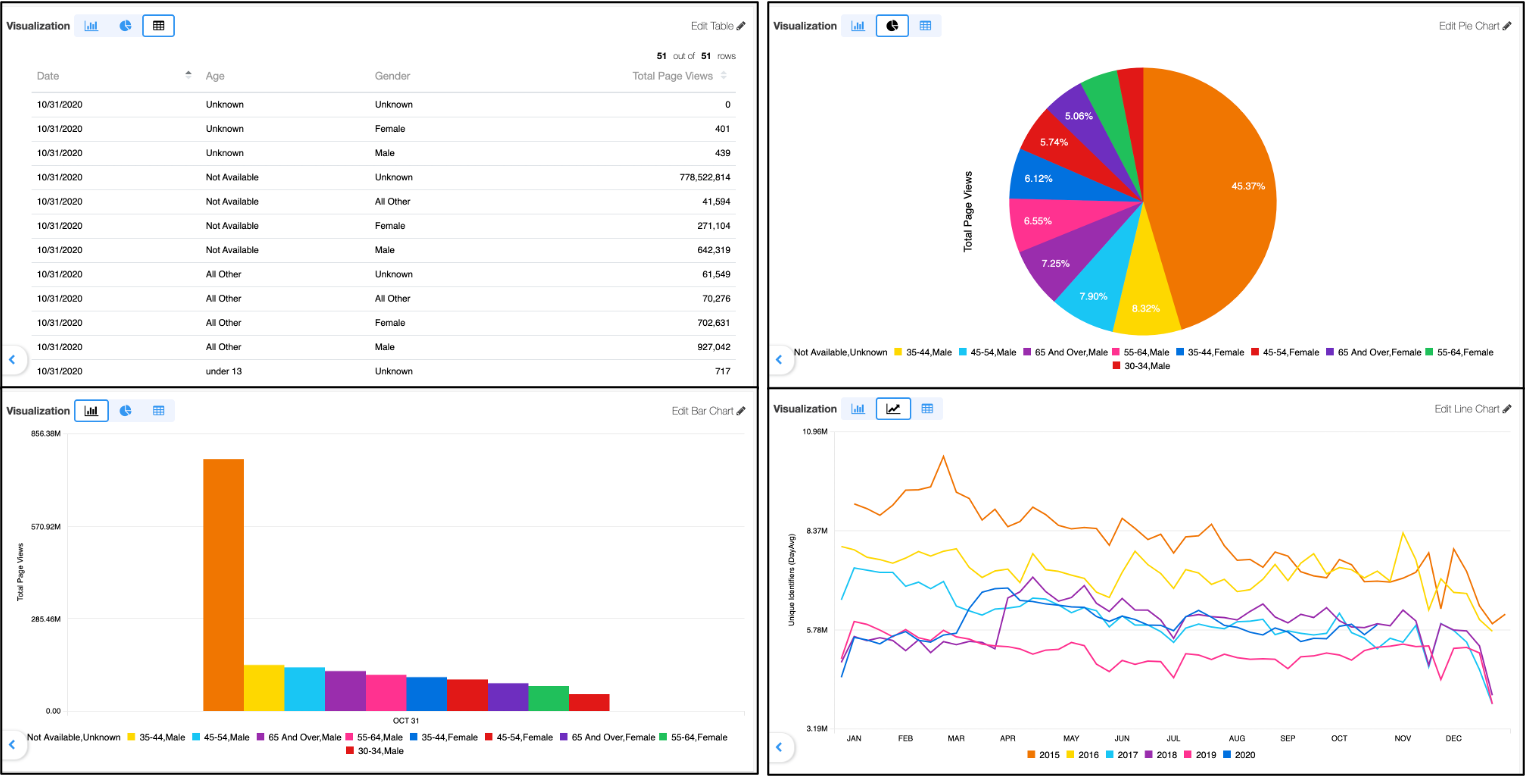 Visualization Edit Table
51 out of 51 rows
Date Age Gender Total Page Views
10/31/2020 Unknown Unknown 0
10/31/2020 Unknown Female 401
10/31/2020 Unknown Male 439
10/31/2020 Not Available Unknown 778,522,814
10/31/2020 Not Available All Other 41,594
10/31/2020 Not Available Female 271,104
10/31/2020 Not Available Male 642,319
10/31/2020 All Other Unknown 61,549
10/31/2020 All Other All Other 70,276
10/31/2020 All Other Female 702,631
10/31/2020 All Other Male 927,042
10/31/2020 under 13 Unknown 717
Visualization Edit Pie Chart
Total Page Views
45.37%
8.32%
7.90%
7.25%
6.55%
6.12%
5.74%
5.06%
Not Available,Unknown 35-44,Male 45-54,Male 65 And Over,Male 55-64,Male 35-44,Female 45-54,Female 65 And Over,Female 55-64,Female
30-34,Male
Visualization Edit Bar Chart
856.38M
570.92M
285.46M
0.00
Total Page Views
OCT 31
Not Available,Unknown 35-44,Male 45-54,Male 65 And Over,Male 55-64,Male 35-44,Female 45-54,Female 65 And Over,Female 55-64,Female
30-34,Male
Visualization Edit Line Chart
10.96M
8.37M
5.78M
3.19M
Unique Identifiers (DayAvg)
JAN FEB MAR APR MAY JUN JUL AUG SEP OCT NOV DEC
2015 2016 2017 2018 2019 2020